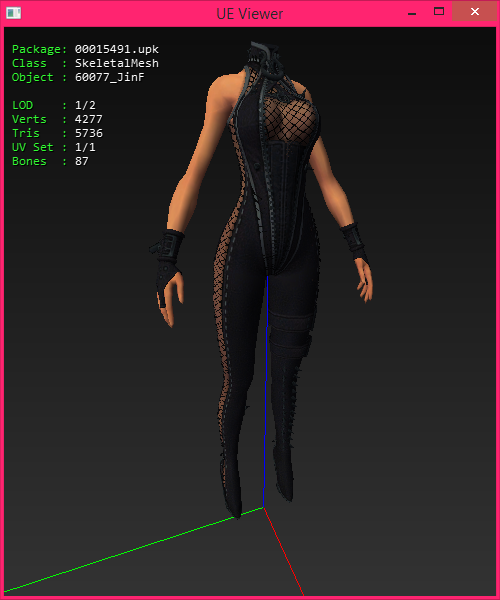 UE Viewer
Package: 00015491.upk
Class : SkeletalMesh
Object : 60077_JinF
LOD : 1/2
Verts : 4277
Tris : 5736
UV Set : 1/1
Bones : 87